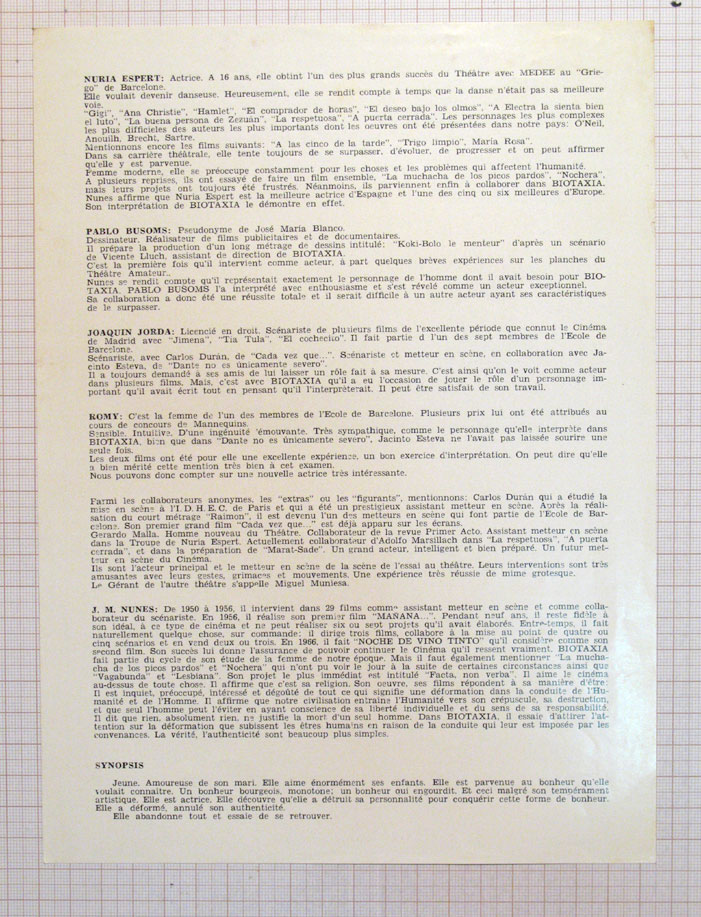 NURIA ESPERT: Actrice. A 16 ans, elle obtint l'un des plus grands succès du Théâtre avec MEDEE au "Grie-
go" de Barcelone.
Elle voulait devenir danseuse. Heureusement, elle se rendit compte à temps que la danse n'était pas sa meilleure
voie.
"Gigi", "Ana Christie", "Hamlet", "El comprador de horas", "El deseo bajo los olmos", "A Electra la sienta bien
el luto", "La buena persona de Zezuán", "La respetuosa", "A puerta cerrada". Les personnages les plus complexes
les plus difficiles des auteurs les plus importants dont les oeuvres ont été présentées dans notre pays: O'Neil,
Anouilh, Brecht, Sartre.
Mentionnons encore les films suivants: "A las cinco de la tarde", "Trigo limpio", María Rosa".
Dans sa carrière théâtrale, elle tente toujours de se surpasser, d'évoluer, de progresser et on peut affirmer
qu'elle y est parvenue.
Femme moderne, elle se préoccupe constamment pour les choses et les problèmes qui affectent l'humanité.
A plusieurs reprises, ils ont essayé de faire un film ensemble, "La muchacha de los picos pardos", "Nochera",
mais leurs projets ont toujours été frustrés. Néanmoins, ils parviennent enfin à collaborer dans BIOTAXIA.
Nunes affirme que Nuria Espert est la meilleure actrice d'Espagne et l'une des cinq ou six meilleures d'Europe.
Son interprétation de BIOTAXIA le démontre en effet.
PABLO BUSOMS: Pseudonyme de José María Blanco.
Dessinateur. Réalisateur de films publicitaires et de documentaires.
Il prépare la production d'un long métrage de dessins intitulé: "Koki-Bolo le menteur" d'après un scénario
de Vicente Lluch, assistant de direction de BIOTAXIA.
C'est la première fois qu'il intervient comme acteur, à part quelques brèves expériences sur les planches du
Théâtre Amateur..
Nunes se rendit compte qu'il représentait exactement le personnage de l'homme dont il avait besoin pour BIO-
TAXIA. PABLO BUSOMS l'a interprété avec enthousiasme et s'est révélé comme un acteur exceptionnel.
Sa collaboration a donc été une réussite totale et il serait difficile à un autre acteur ayant ses caractéristiques
de le surpasser.
JOAQUIN JORDA: Licencié en droit. Scénariste de plusieurs films de l'excellente période que connut le Cinéma
de Madrid avec "Jimena", "Tía Tula", "El cochecito". Il fait partie d'un des sept membres de l'Ecole de
Barcelone.
Scénariste, avec Carlos Durán, de "Cada vez que...". Scénariste et metteur en scène, en collaboration avec Ja-
cinto Esteva, de "Dante no es únicamente severo".
Il a toujours demandé à ses amis de lui laisser un rôle fait à sa mesure. C'est ainsi qu'on le voit comme acteur
dans plusieurs films. Mais, c'est avec BIOTAXIA qu'il a eu l'occasion de jouer le rôle d'un personnage im-
portant qu'il avait écrit tout en pensant qu'il l'interprèterait. Il peut être satisfait de son travail.
ROMY: C'est la femme de l'un des membres de l'Ecole de Barcelone. Plusieurs prix lui ont été attribués au
cours de concours de Mannequins.
Sensible. Intuitive. D'une ingénuité 'émouvante. Très sympathique, comme le personnage qu'elle interprète dans
BIOTAXIA, bien que dans "Dante no es únicamente severo", Jacinto Esteva ne l'avait pas laissée sourire une
seule fois.
Les deux films ont été pour elle une excellente expérience, un bon exercice d'interprétation. On peut dire qu'elle
a bien mérité cette mention très bien à cet examen.
Nous pouvons donc compter sur une nouvelle actrice très intéressante.
Parmi les collaborateurs anonymes, les "extras" ou les "figurants", mentionnons: Carlos Durán qui a étudié la
mise en scène à l'I. D. H. E. C. de Paris et qui a été un prestigieux assistant metteur en scène. Après la réali-
sation du court métrage "Raimon", il est devenu l'un des metteurs en scène qui font partie de l'Ecole de Bar-
celone. Son premier grand film "Cada vez que..." est déjà apparu sur les écrans.
Gerardo Malla. Homme nouveau du Théâtre. Collaborateur de la revue Primer Acto. Assistant metteur en scène
dans la Troupe de Nuria Espert. Actuellement collaborateur d'Adolfo Marsillach dans "La respetuosa", "A puerta
cerrada", et dans la préparation de "Marat-Sade". Un grand acteur, intelligent et bien préparé. Un futur met-
teur en scène du Cinéma.
Ils sont l'acteur principal et le metteur en scène de la scène de l'essai au théâtre. Leurs interventions sont très
amusantes avec leurs gestes, grimaces et mouvements. Une expérience très réussie de mime grotesque.
Le Gérant de l'autre théâtre s'appelle Miguel Muniesa.
J. M. NUNES: De 1950 à 1956, il intervient dans 29 films comme assistant metteur en scène et comme colla-
borateur du scénariste. En 1956, il réalise son premier film "MAÑANA...". Pendant neuf ans, il reste fidèle à
son idéal, à ce type de cinéma et ne peut réaliser six ou sept projets qu'il avait élaborés. Entre-temps, il fait
naturellement quelque chose, sur commande: il dirige trois films, collabore à la mise au point de quatre ou
cinq scénarios et en vend deux ou trois. En 1966, il fait "NOCHE DE VINO TINTO" qu'il considère comme son
second film. Son succès lui donne l'assurance de pouvoir continuer le Cinéma qu'il ressent vraiment. BIOTAXIA
fait partie du cycle de son étude de la femme de notre époque. Mais il faut également mentionner "La mucha-
cha de los picos pardos" et "Nochera" qui n'ont pu voir le jour à la suite de certaines circonstances ainsi que
"Vagabunda" et "Lesbiana". Son projet le plus immédiat est intitulé "Facta, non verba". Il aime le cinéma
au-dessus de toute chose. Il affirme que c'est sa religion. Son oeuvre, ses films répondent à sa manière d'être:
Il est inquiet, préoccupé, intéressé et dégoûté de tout ce qui signifie une déformation dans la conduite de l'Hu-
manité et de l'Homme. Il affirme que notre civilisation entraîne l'Humanité vers son crépuscule, sa destruction,
et que seul l'homme peut l'éviter en ayant conscience de sa liberté individuelle et du sens de sa responsabilité.
Il dit que rien, absolument rien, ne justifie la mort d'un seul homme. Dans BIOTAXIA, il essaie d'attirer l'at-
tention sur la déformation que subissent les êtres humains en raison de la conduite qui leur est imposée par les
convenances. La vérité, l'authenticité sont beaucoup plus simples.
SYNOPSIS
Jeune. Amoureuse de son mari. Elle aime énormément ses enfants. Elle est parvenue au bonheur qu'elle
voulait connaître. Un bonheur bourgeois, monotone; un bonheur qui engourdit. Et ceci malgré son tempérament
artistique. Elle est actrice. Elle découvre qu'elle a détruit sa personnalité pour conquérir cette forme de bonheur.
Elle a déformé, annulé son authenticité.
Elle abandonne tout et essaie de se retrouver.